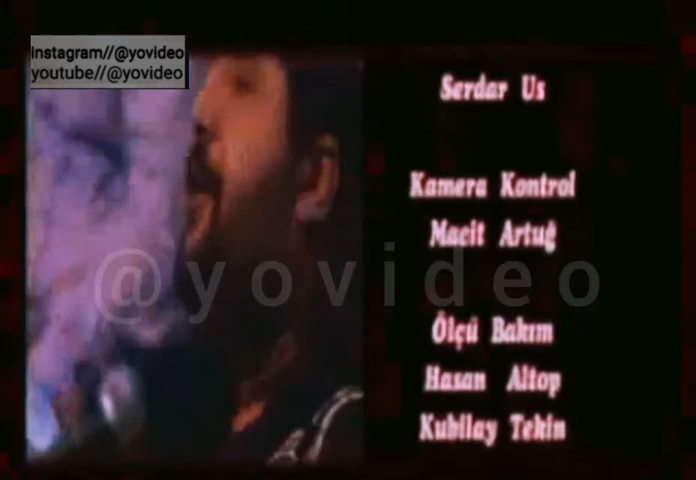 instagram//@yovideo
youtube//@yovideo
Serdar Us
Kamera Kontrol
Macit Artuğ
@yovideo
Ölçü Bakım
Hasan Altop
Kubilay Tekin